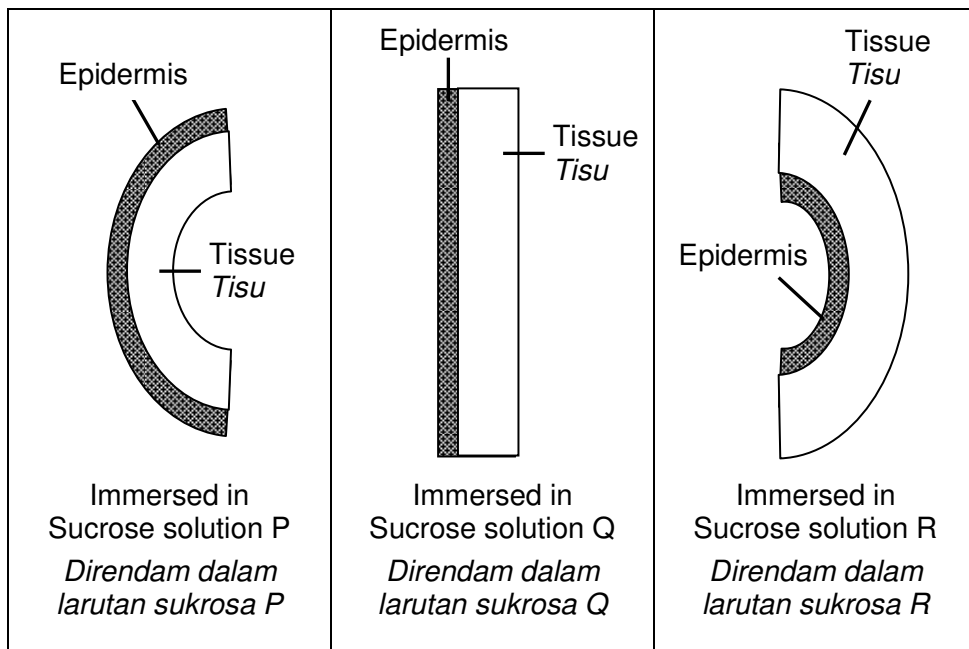 Epidermis
Tissue
Tisu
Immersed in
Sucrose solution P
Direndam dalam
larutan sukrosa P
Epidermis
Tissue
Tisu
Immersed in
Sucrose solution Q
Direndam dalam
larutan sukrosa Q
Tissue
Tisu
Epidermis
Immersed in
Sucrose solution R
Direndam dalam
larutan sukrosa R